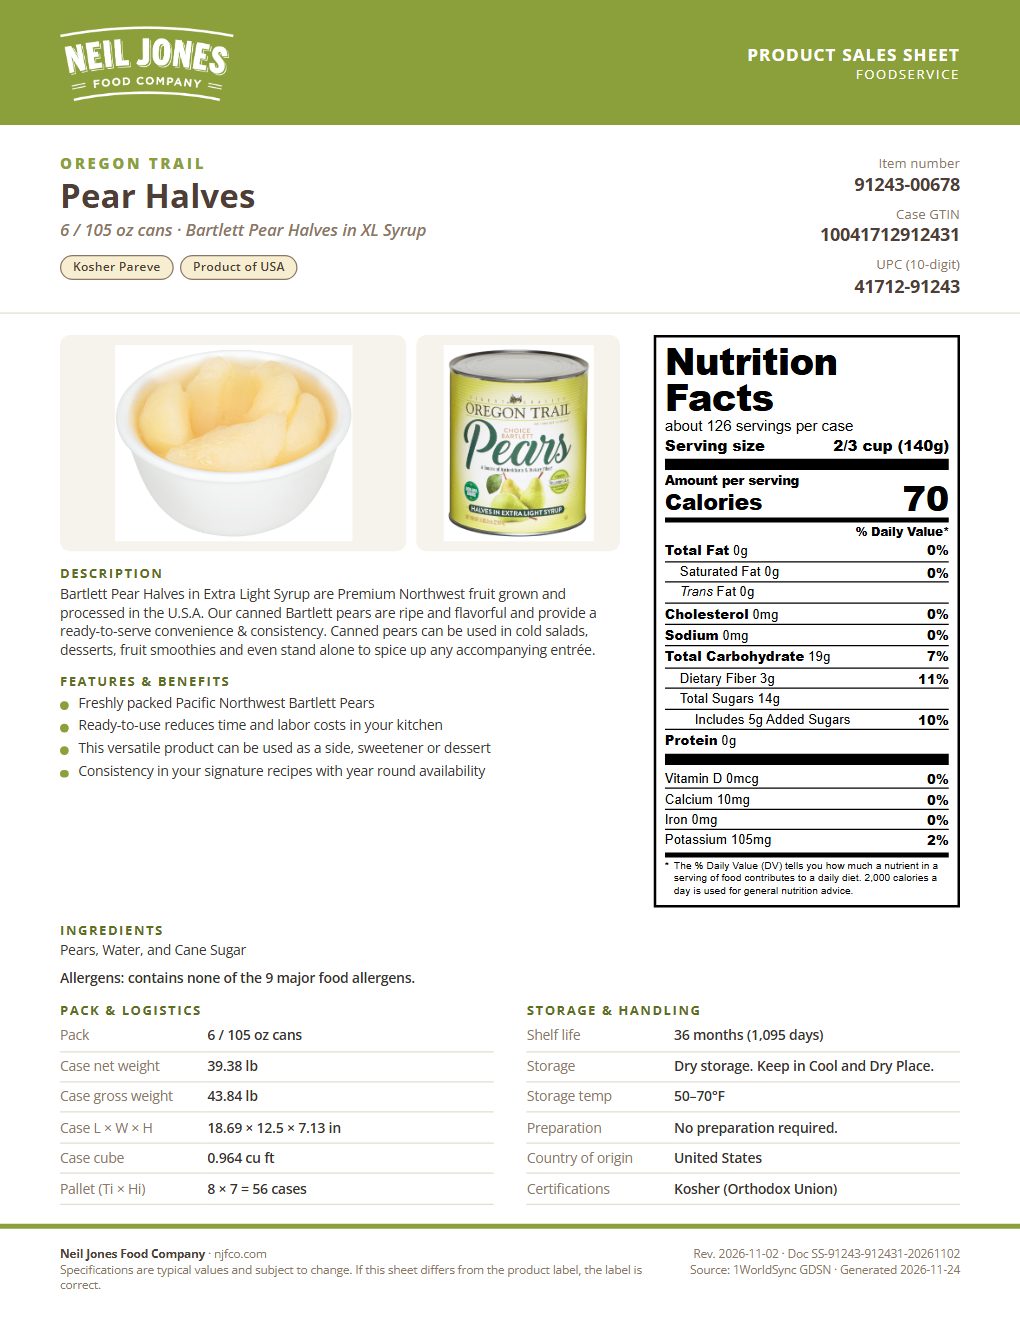 NEIL JONES
FOOD COMPANY
PRODUCT SALES SHEET
FOODSERVICE
OREGON TRAIL
Pear Halves
6 / 105 oz cans · Bartlett Pear Halves in XL Syrup
Kosher Pareve
Product of USA
Item number
91243-00678
Case GTIN
10041712912431
UPC (10-digit)
41712-91243
OREGON TRAIL
CHOICE
BARTLETT
Pears
HALVES IN EXTRA LIGHT SYRUP
DESCRIPTION
Bartlett Pear Halves in Extra Light Syrup are Premium Northwest fruit grown and
processed in the U.S.A. Our canned Bartlett pears are ripe and flavorful and provide a
ready-to-serve convenience & consistency. Canned pears can be used in cold salads,
desserts, fruit smoothies and even stand alone to spice up any accompanying entrée.
FEATURES & BENEFITS
Freshly packed Pacific Northwest Bartlett Pears
Ready-to-use reduces time and labor costs in your kitchen
This versatile product can be used as a side, sweetener or dessert
Consistency in your signature recipes with year round availability
Nutrition
Facts
about 126 servings per case
Serving size 2/3 cup (140g)
Amount per serving
Calories 70
% Daily Value*
Total Fat 0g 0%
Saturated Fat 0g 0%
Trans Fat 0g
Cholesterol 0mg 0%
Sodium 0mg 0%
Total Carbohydrate 19g 7%
Dietary Fiber 3g 11%
Total Sugars 14g
Includes 5g Added Sugars 10%
Protein 0g
Vitamin D 0mcg 0%
Calcium 10mg 0%
Iron 0mg 0%
Potassium 105mg 2%
* The % Daily Value (DV) tells you how much a nutrient in a
serving of food contributes to a daily diet. 2,000 calories a
day is used for general nutrition advice.
INGREDIENTS
Pears, Water, and Cane Sugar
Allergens: contains none of the 9 major food allergens.
PACK & LOGISTICS
Pack 6 / 105 oz cans
Case net weight 39.38 lb
Case gross weight 43.84 lb
Case L × W × H 18.69 × 12.5 × 7.13 in
Case cube 0.964 cu ft
Pallet (Ti × Hi) 8 × 7 = 56 cases
STORAGE & HANDLING
Shelf life 36 months (1,095 days)
Storage Dry storage. Keep in Cool and Dry Place.
Storage temp 50–70°F
Preparation No preparation required.
Country of origin United States
Certifications Kosher (Orthodox Union)
Neil Jones Food Company · njfco.com
Specifications are typical values and subject to change. If this sheet differs from the product label, the label is
correct.
Rev. 2026-11-02 · Doc SS-91243-912431-20261102
Source: 1WorldSync GDSN · Generated 2026-11-24